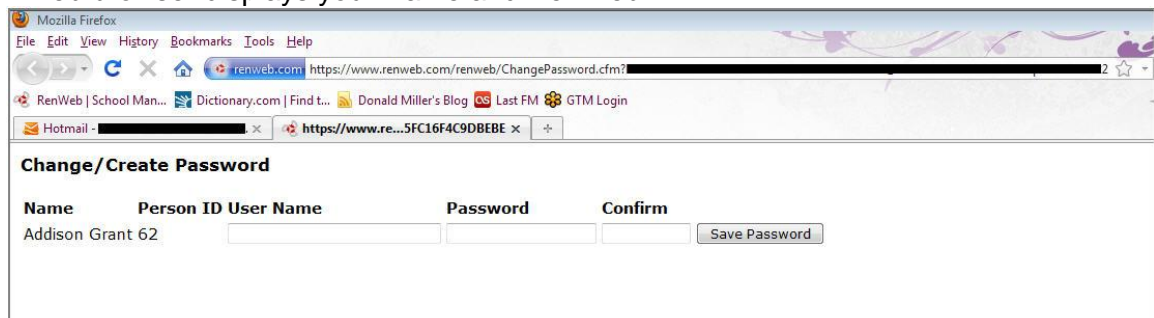 Mozilla Firefox
File Edit View History Bookmarks Tools Help
renweb.com https://www.renweb.com/renweb/ChangePassword.cfm? 2
RenWeb | School Man... Dictionary.com | Find t... Donald Miller's Blog Last FM GTM Login
Hotmail - https://www.re...5FC16F4C9DBEBE
Change/Create Password
Name Person ID User Name Password Confirm
Addison Grant 62 Save Password